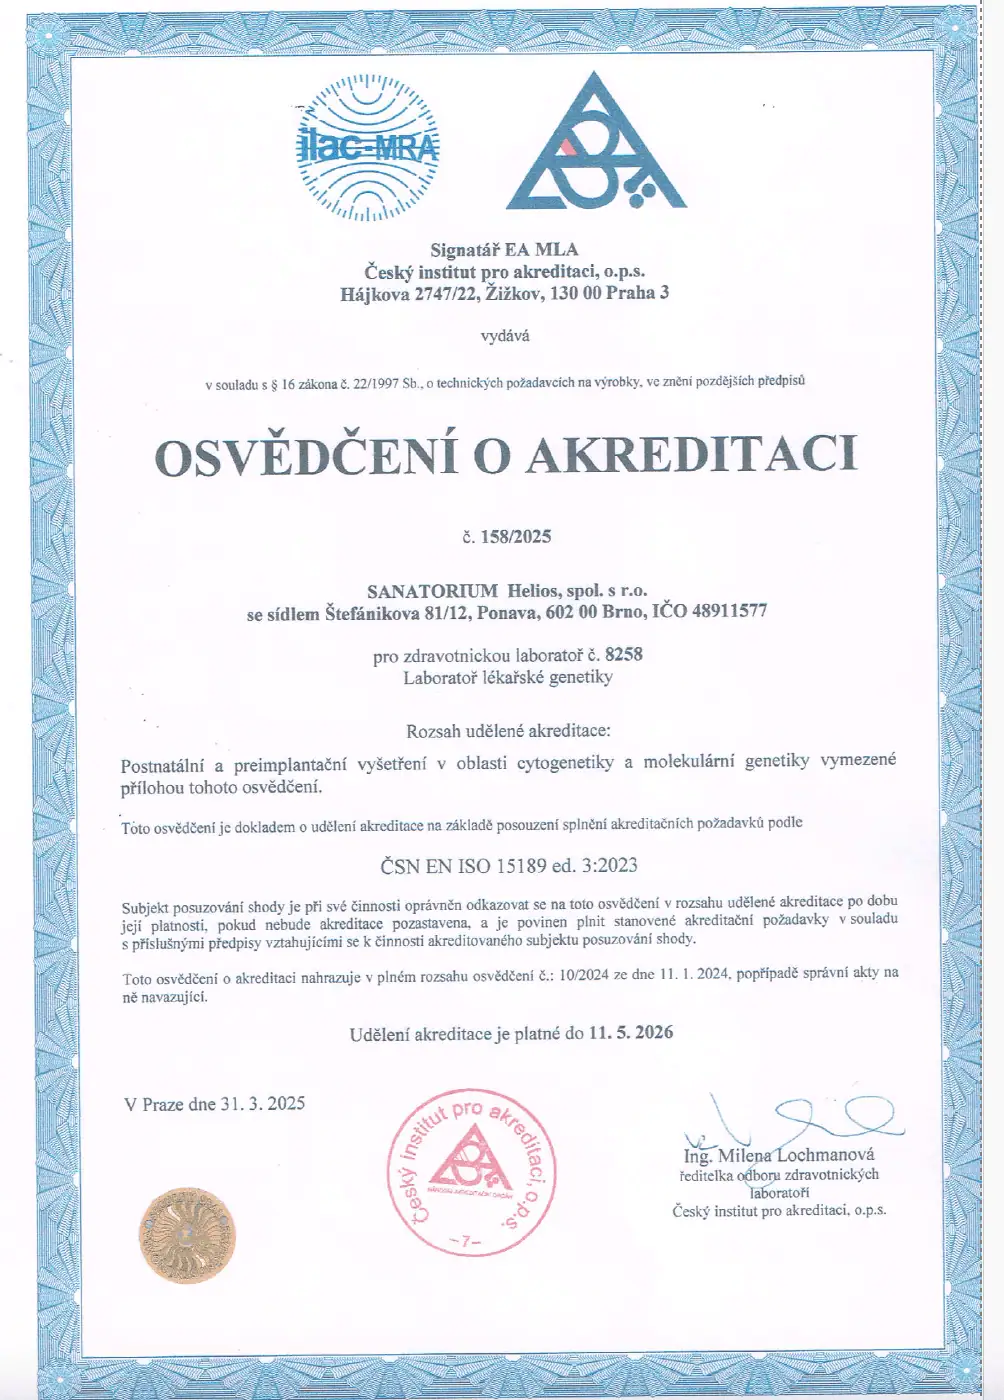 ilac-MRA
Signatář EA MLA
Český institut pro akreditaci, o.p.s.
Hájkova 2747/22, Žižkov, 130 00 Praha 3
vydává
v souladu s § 16 zákona č. 22/1997 Sb., o technických požadavcích na výrobky, ve znění pozdějších předpisů
OSVĚDČENÍ O AKREDITACI
č. 158/2025
SANATORIUM Helios, spol. s r.o.
se sídlem Štefánikova 81/12, Ponava, 602 00 Brno, IČO 48911577
pro zdravotnickou laboratoř č. 8258
Laboratoř lékařské genetiky
Rozsah udělené akreditace:
Postnatální a preimplantační vyšetření v oblasti cytogenetiky a molekulární genetiky vymezené
přílohou tohoto osvědčení.
Toto osvědčení je dokladem o udělení akreditace na základě posouzení splnění akreditačních požadavků podle
ČSN EN ISO 15189 ed. 3:2023
Subjekt posuzování shody je při své činnosti oprávněn odkazovat se na toto osvědčení v rozsahu udělené akreditace po dobu
její platnosti, pokud nebude akreditace pozastavena, a je povinen plnit stanovené akreditační požadavky v souladu
s příslušnými předpisy vztahujícími se k činnosti akreditovaného subjektu posuzování shody.
Toto osvědčení o akreditaci nahrazuje v plném rozsahu osvědčení č.: 10/2024 ze dne 11. 1. 2024, popřípadě správní akty na
ně navazující.
Udělení akreditace je platné do 11. 5. 2026
V Praze dne 31. 3. 2025
Český institut pro akreditaci, o.p.s.
NÁRODNÍ AKREDITAČNÍ ORGÁN
-7-
Ing. Milena Lochmanová
ředitelka odboru zdravotnických
laboratoří
Český institut pro akreditaci, o.p.s.